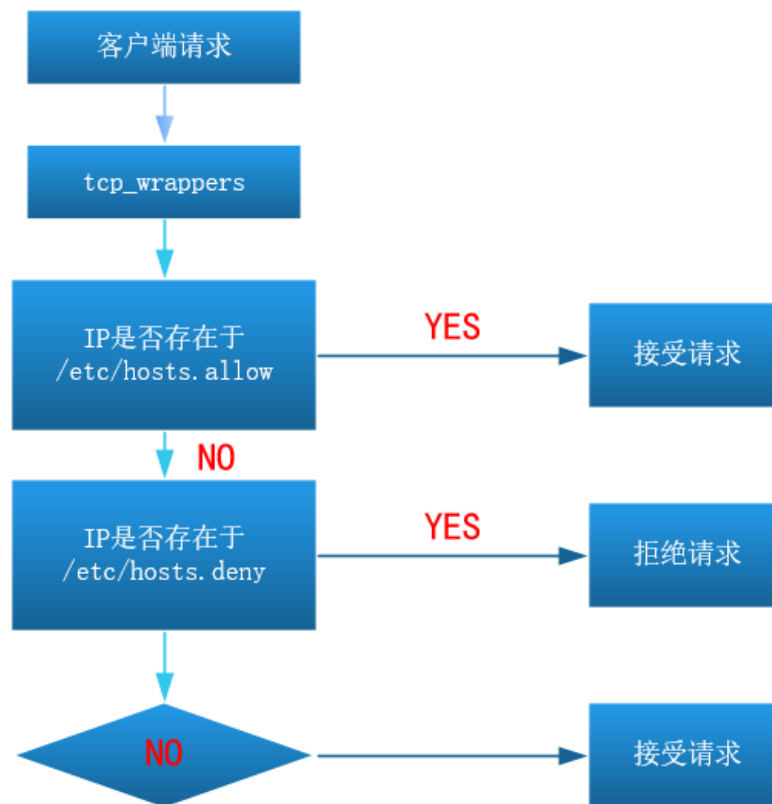 客户端请求
tcp_wrappers
IP是否存在于
/etc/hosts.allow
YES
接受请求
NO
IP是否存在于
/etc/hosts.deny
YES
拒绝请求
NO
接受请求